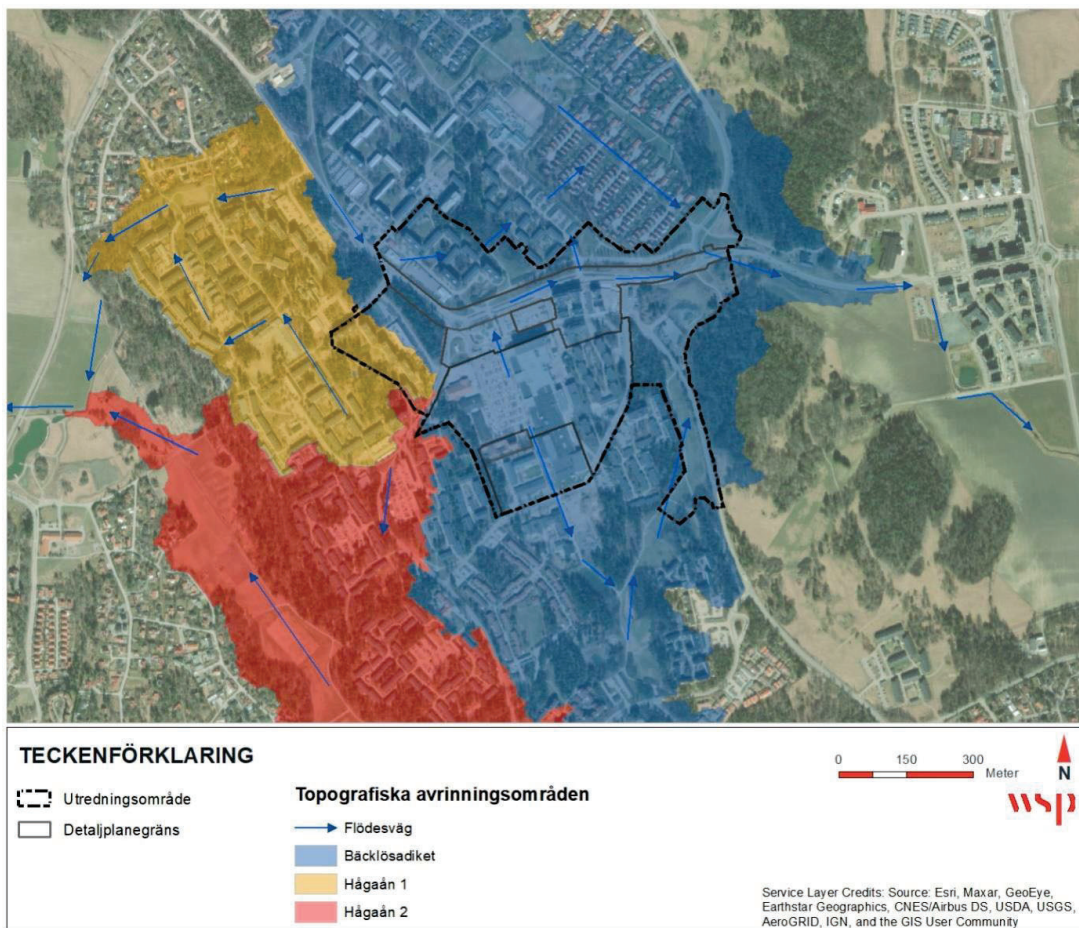 TECKENFÖRKLARING
Utredningsområde
Detaljplanegräns
Topografiska avrinningsområden
Flödesväg
Bäcklösadiket
Hågaån 1
Hågaån 2
0 150 300
Meter
N
wsp
Service Layer Credits: Source: Esri, Maxar, GeoEye,
Earthstar Geographics, CNES/Airbus DS, USDA, USGS,
AeroGRID, IGN, and the GIS User Community